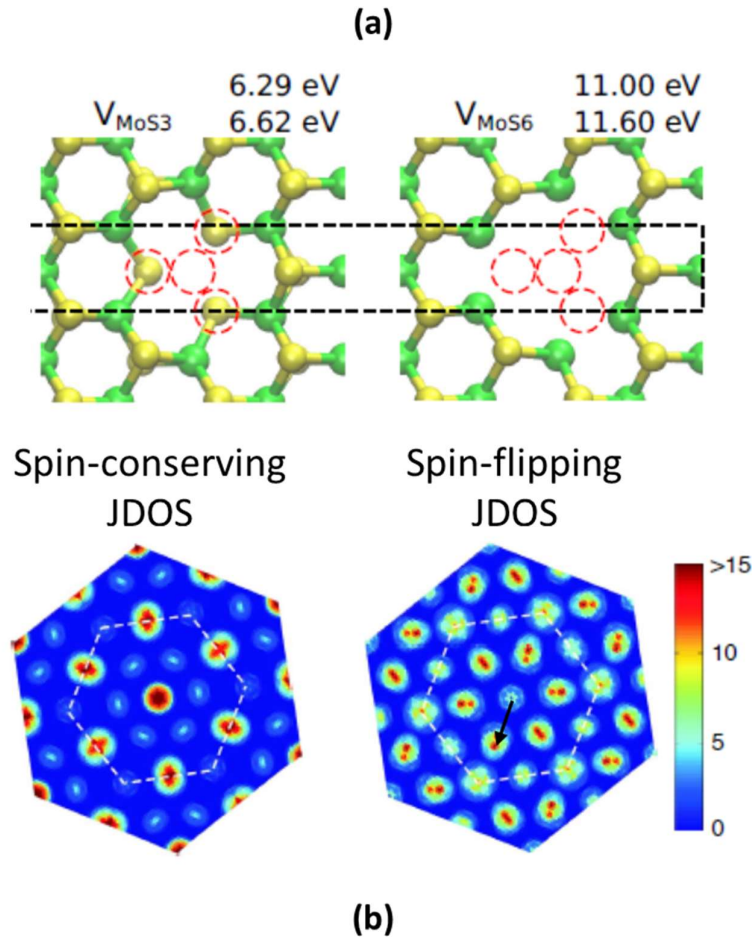 (a)
6.29 eV
V_MoS3 6.62 eV
11.00 eV
V_MoS6 11.60 eV
Spin-conserving
JDOS
Spin-flipping
JDOS
>15
10
5
0
(b)